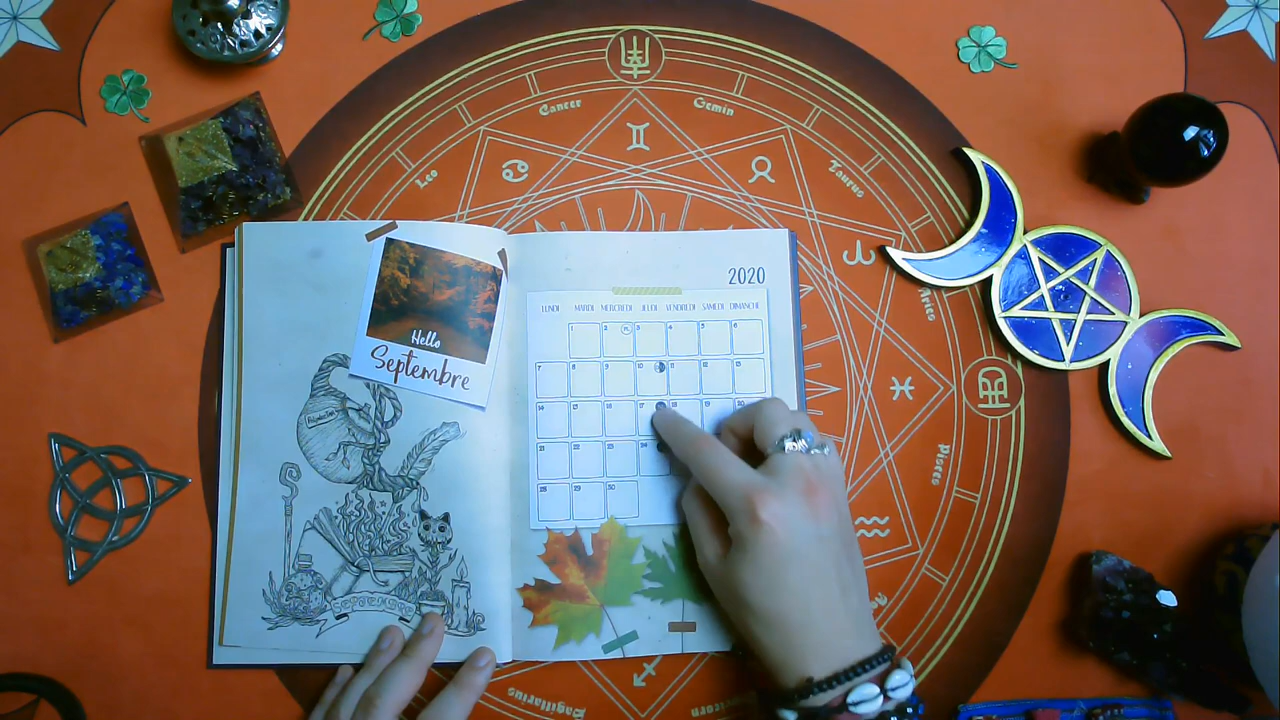 Cancer
Gemin
Leo
Taurus
Aries
Pisces
Sagittarius
Hello
Septembre
2020
LUNDI MARDI MERCREDI JEUDI VENDREDI SAMEDI DIMANCHE
2 3 4 5 6
7 8 9 10 11 12 13
14 15 16 17 18 19 20
21 22 23 24
28 29 30